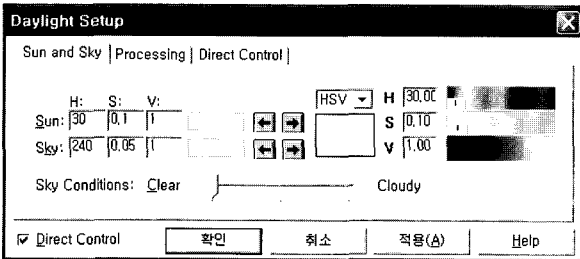 Daylight Setup
Sun and Sky | Processing | Direct Control |
H: S: V: HSV H 30,00
Sun: 30 0,1 1 S 0,10
Sky: 240 0,05 1 V 1,00
Sky Conditions: Clear Cloudy
Direct Control 확인 취소 적용(A) Help